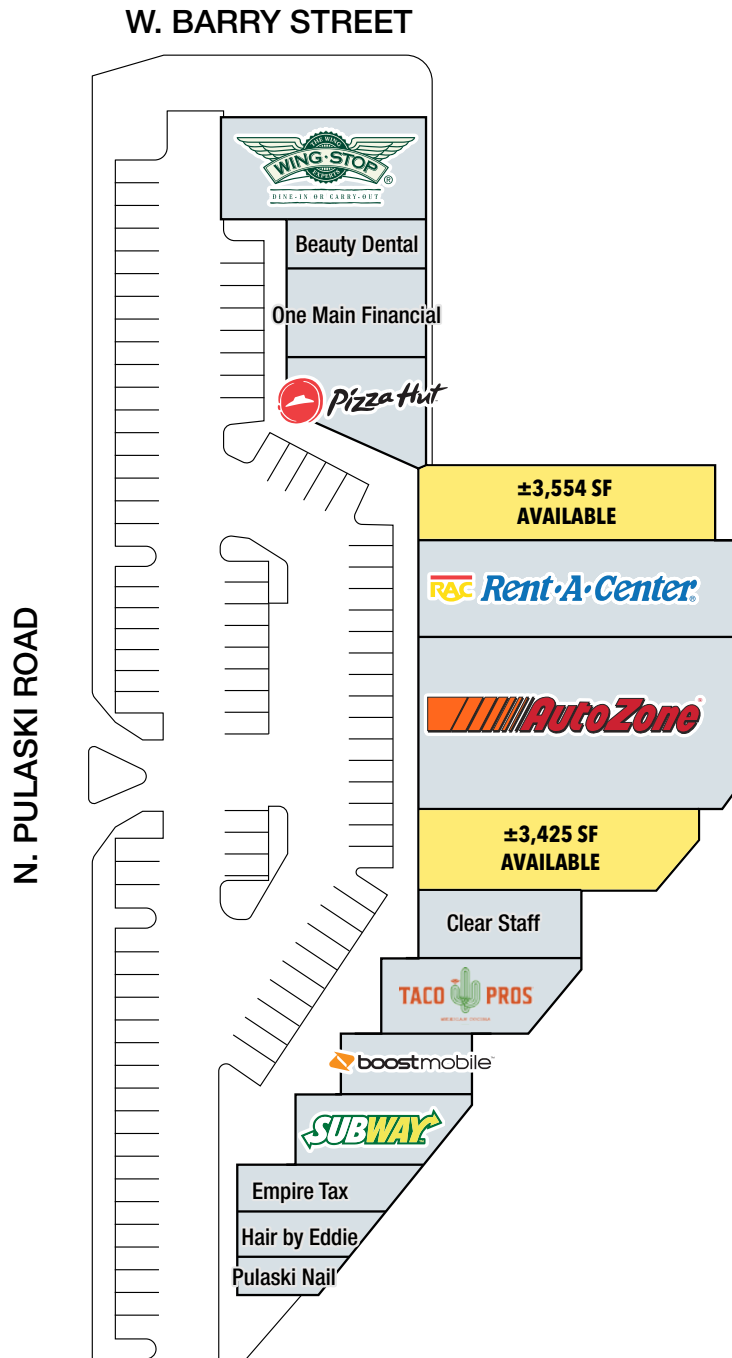 W. BARRY STREET
THE WING
WING·STOP
EXPERTS
®
DINE-IN OR CARRY-OUT
Beauty Dental
One Main Financial
Pizza Hut
±3,554 SF
AVAILABLE
RAC Rent·A·Center®
N. PULASKI ROAD
AutoZone®
±3,425 SF
AVAILABLE
Clear Staff
TACO PROS
boostmobile
SUBWAY
Empire Tax
Hair by Eddie
Pulaski Nail